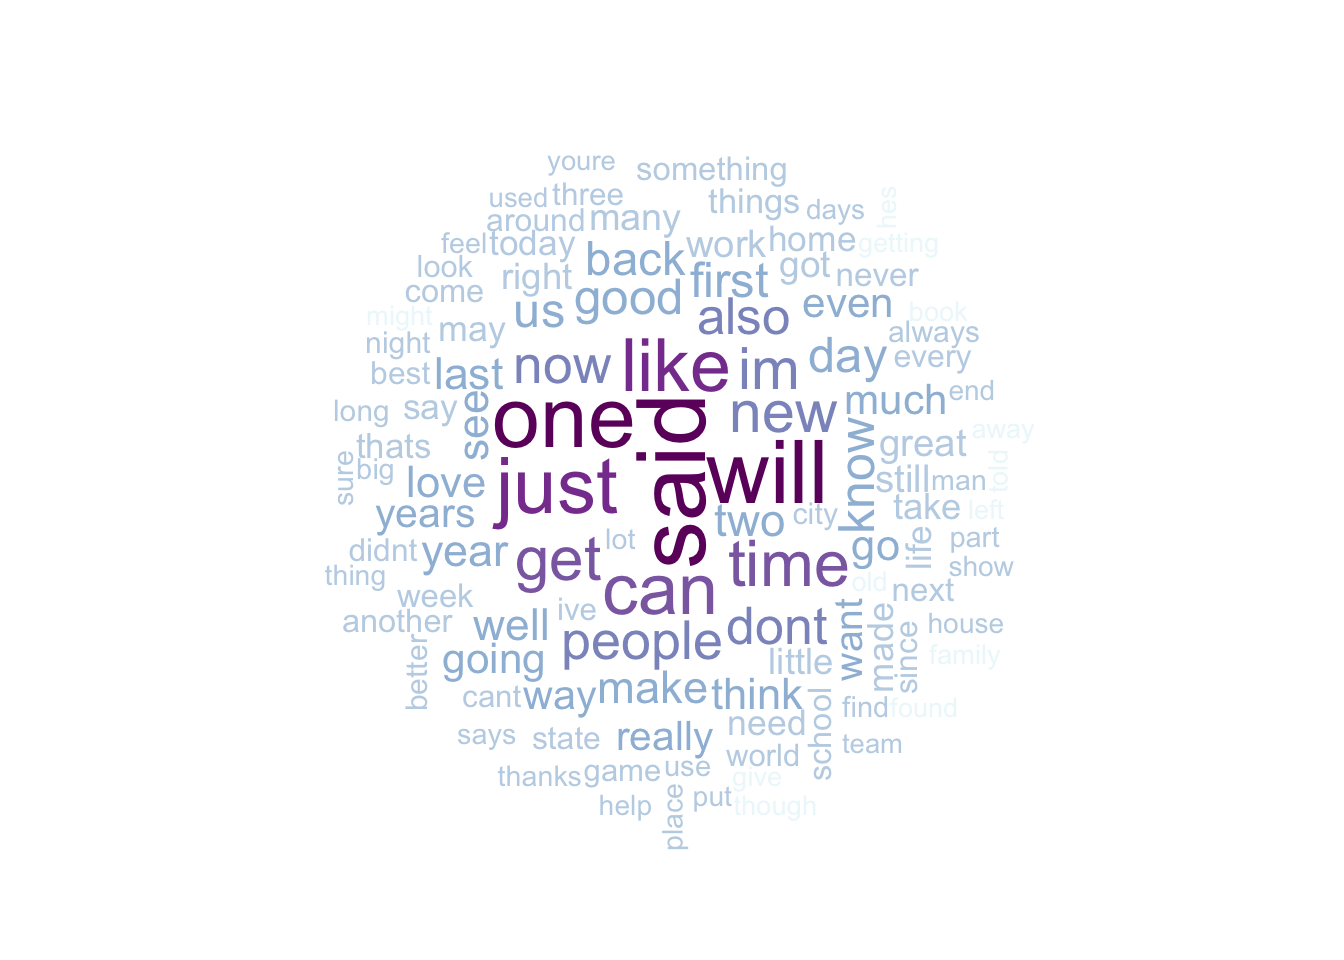 youre
something
used
three
things
days
hes
around
many
feel
today
back
work
home
getting
look
right
first
got
never
come
us
good
even
might
may
also
book
night
always
best
last
now
like
im
day
every
long
say
see
one
said
new
much
end
thats
know
great
away
sure
big
love
just
will
still
man
told
years
two
city
take
left
didnt
year
get
lot
time
go
life
part
thing
show
week
ive
can
old
next
another
well
people
dont
want
made
since
house
better
going
little
family
cant
way
make
think
school
find
found
says
state
really
need
team
world
thanks
game
use
give
help
place
put
though